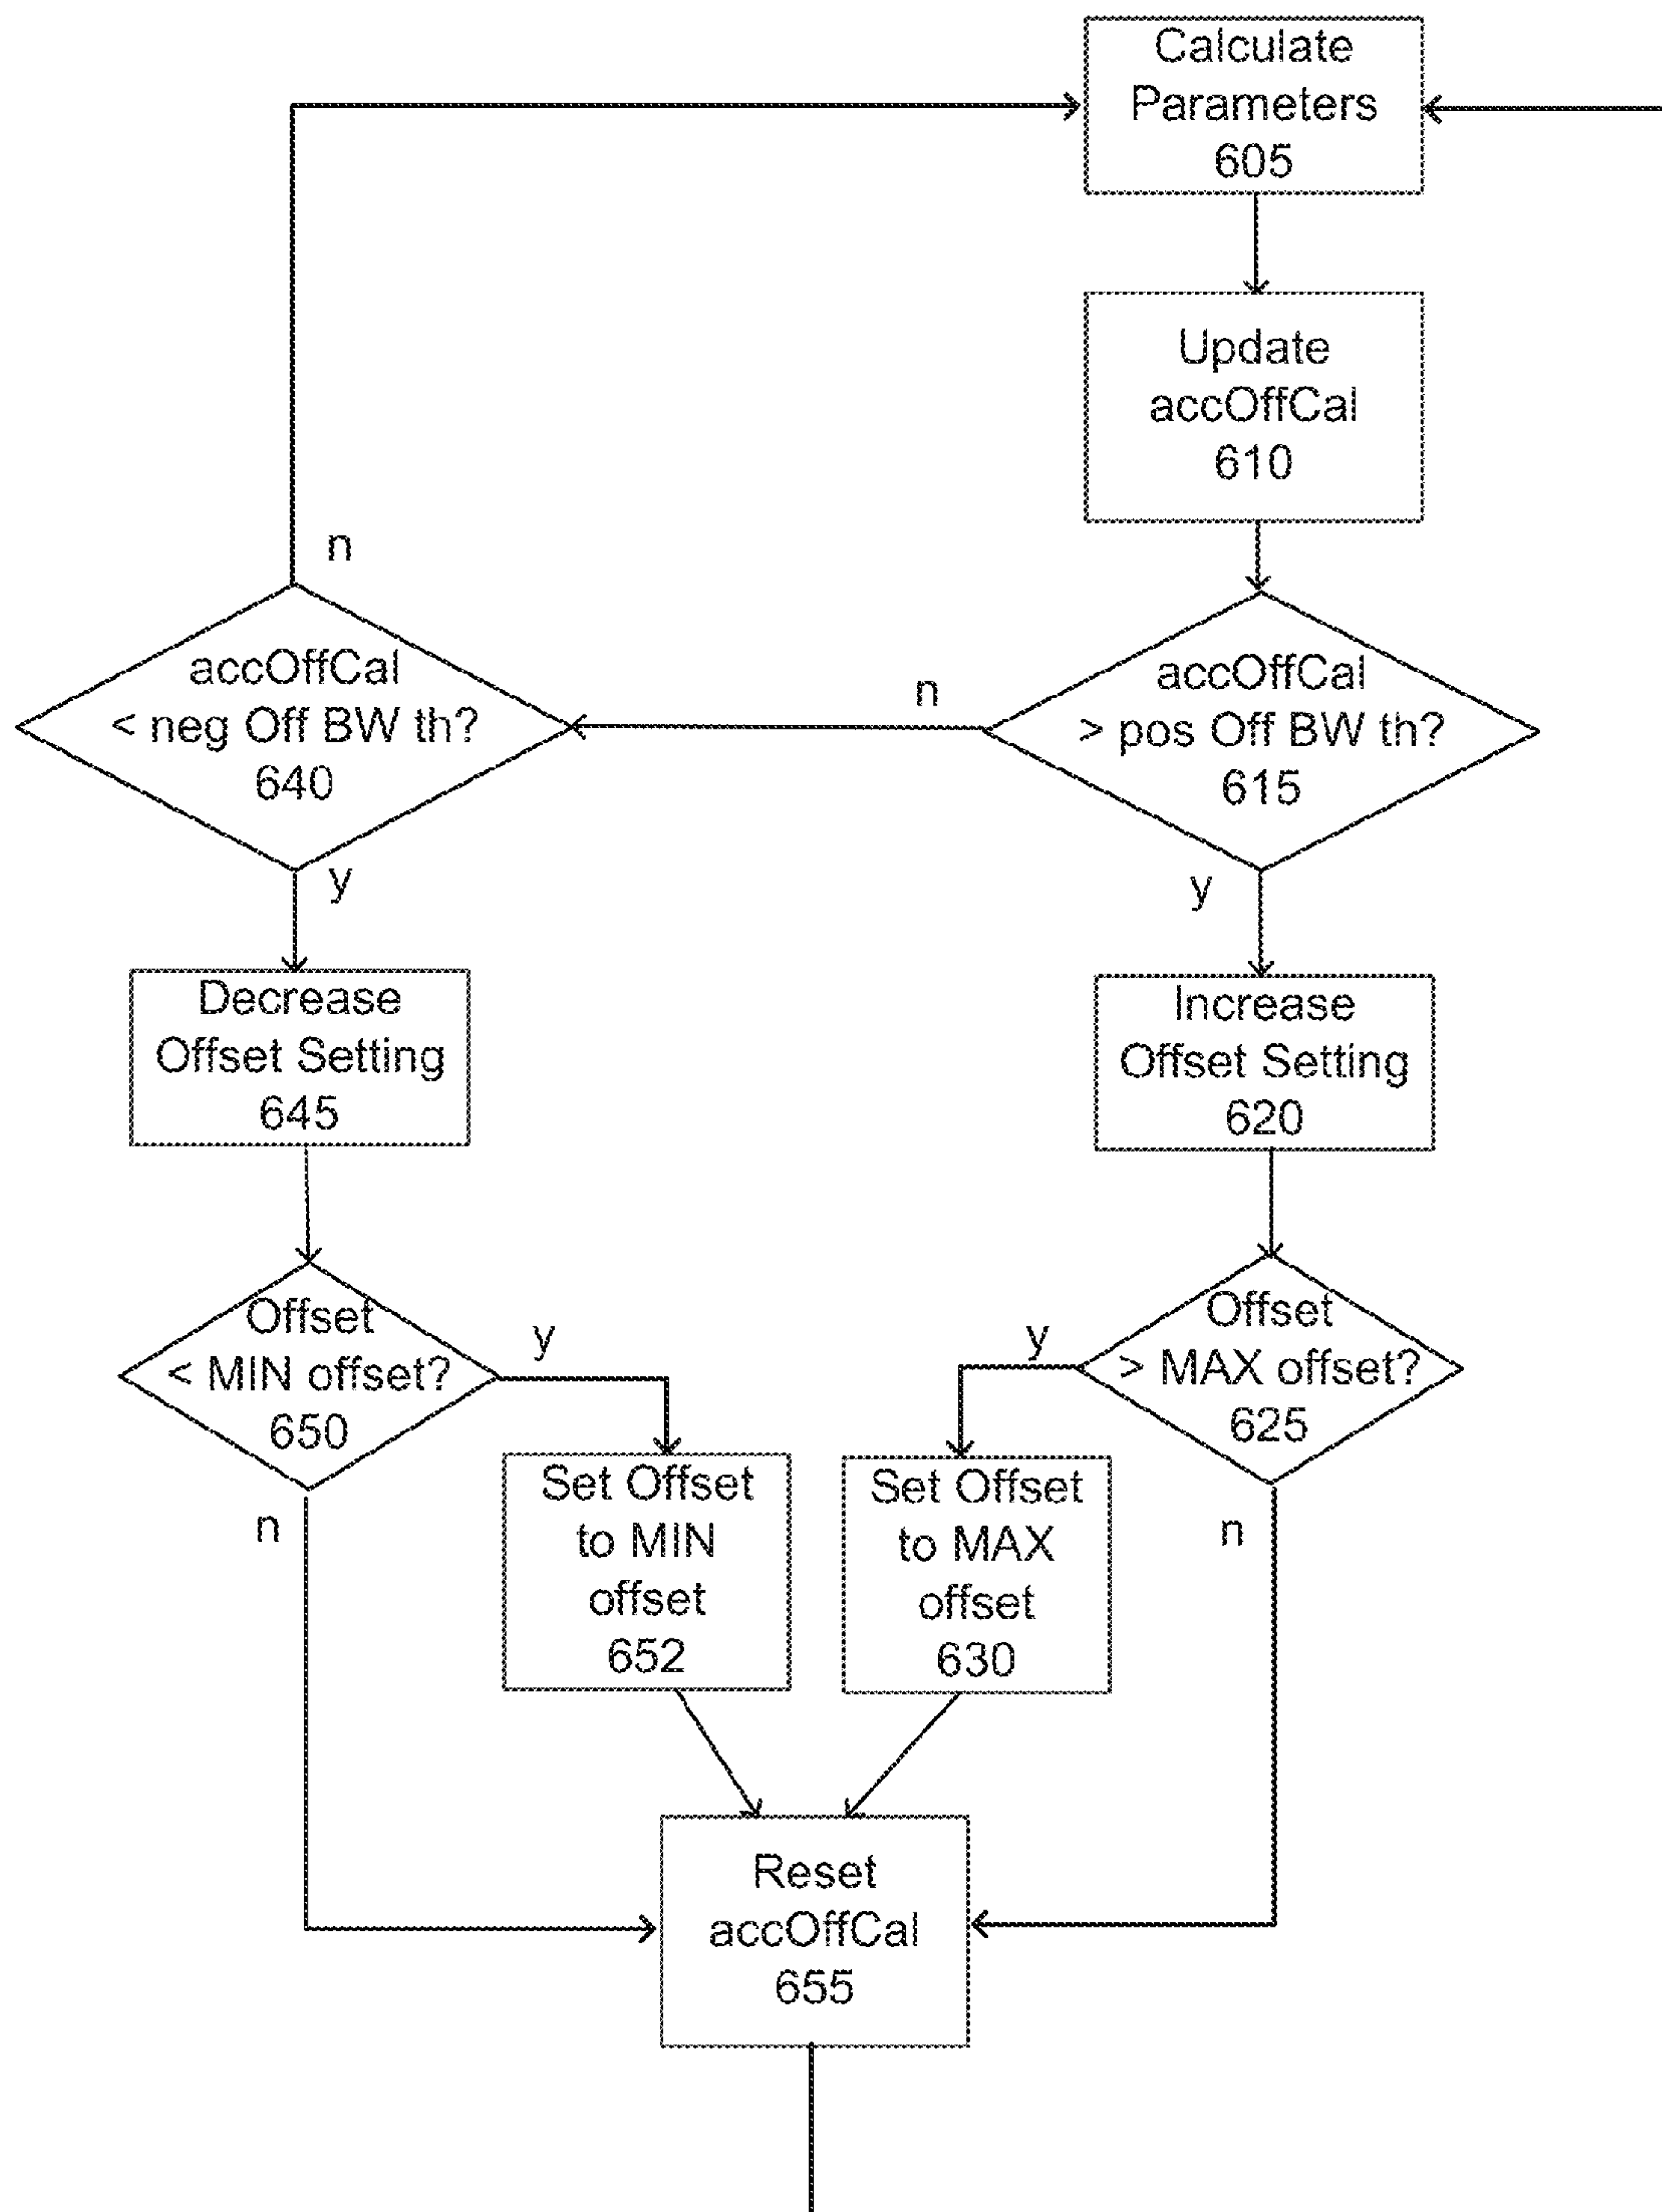 Calculate
Parameters
605
Update
accOffCal
610
n
accOffCal
< neg Off BW th?
640
n
accOffCal
> pos Off BW th?
615
y
y
Decrease
Offset Setting
645
Increase
Offset Setting
620
Offset
< MIN offset?
650
y
y
Offset
> MAX offset?
625
n
Set Offset
to MIN
offset
652
Set Offset
to MAX
offset
630
n
Reset
accOffCal
655